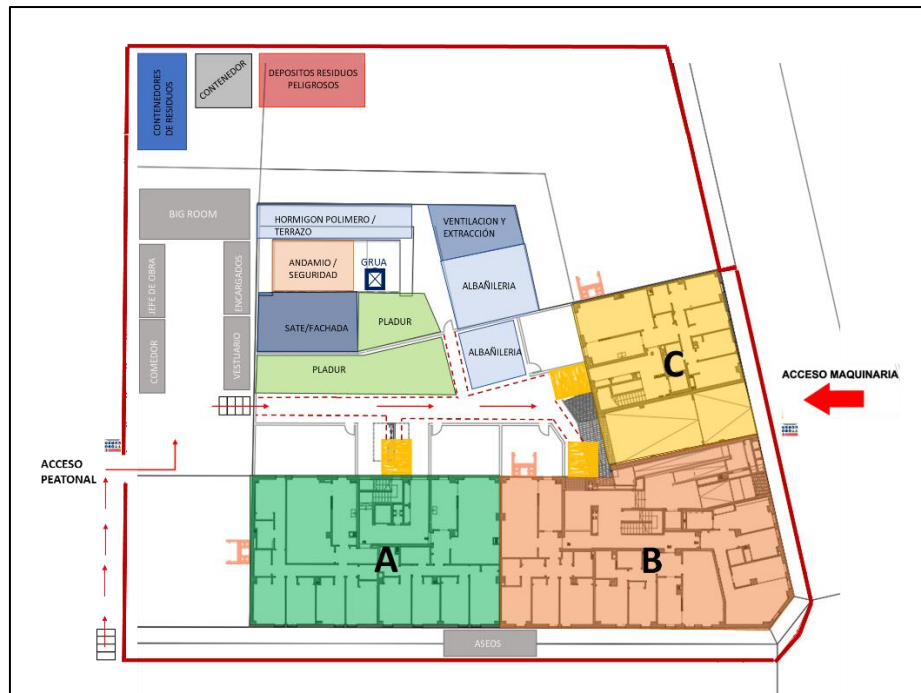 CONTENEDORES
DE RESIDUOS
CONTENEDOR
DEPOSITOS RESIDUOS
PELIGROSOS
BIG ROOM
HORMIGON POLIMERO /
TERRAZO
VENTILACION Y
EXTRACCIÓN
ANDAMIO /
SEGURIDAD
GRUA
JEFE DE OBRA
ENCARGADOS
ALBAÑILERIA
SATE/FACHADA
PLADUR
COMEDOR
VESTUARIO
PLADUR
ALBAÑILERIA
C
ACCESO MAQUINARIA
ACCESO
PEATONAL
A
B
ASEOS